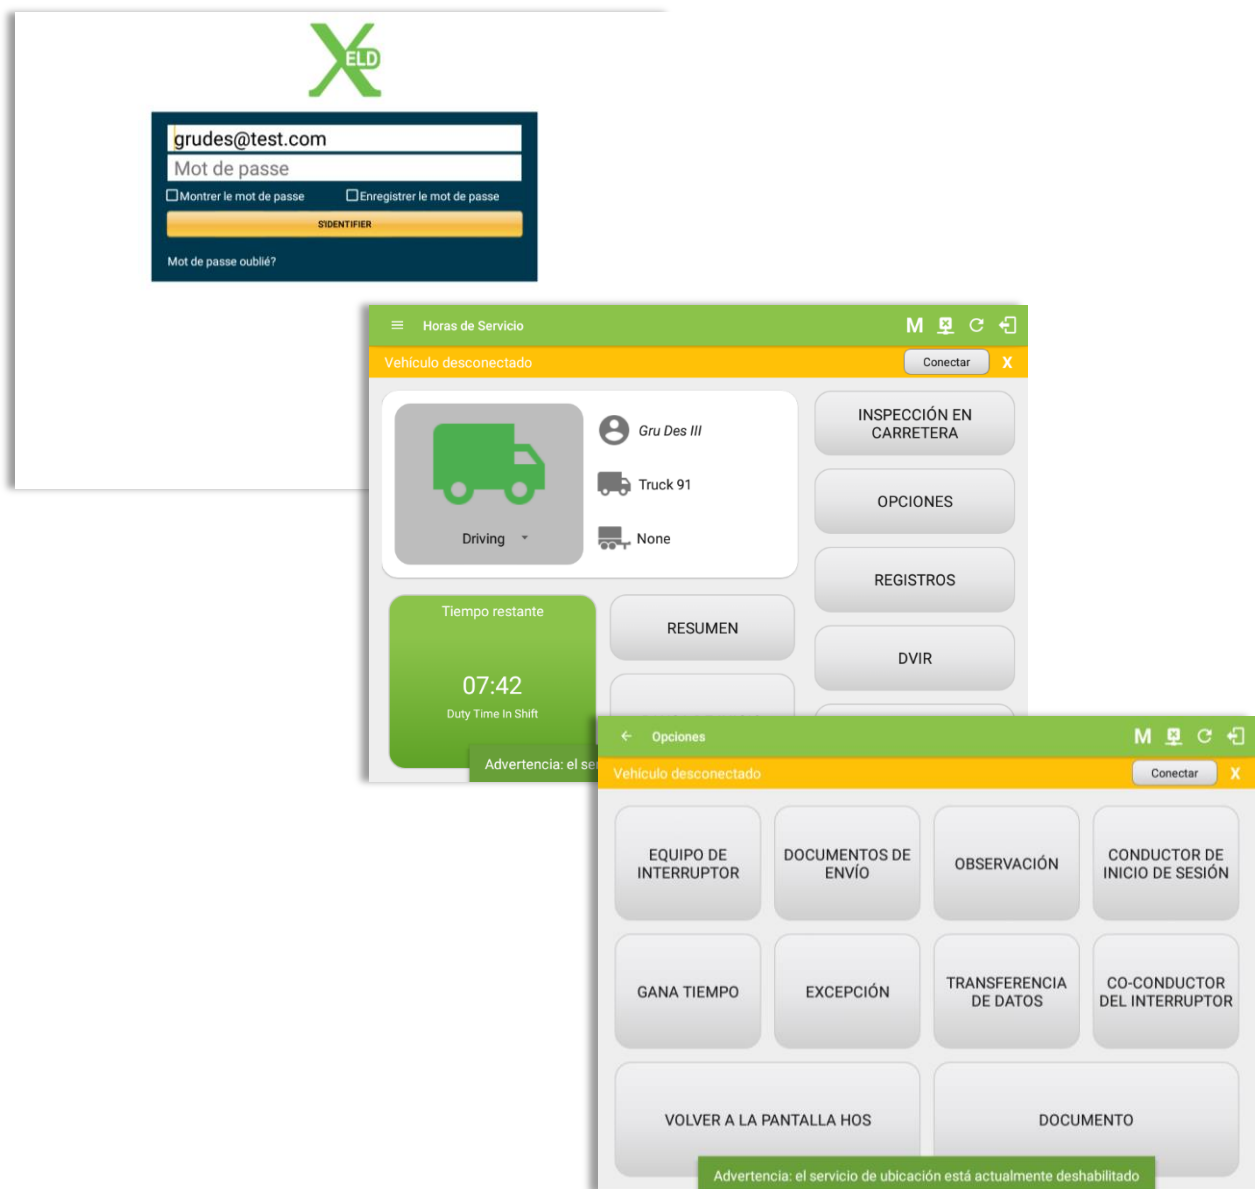 XELD
grudes@test.com
Mot de passe
Montrer le mot de passe
Enregistrer le mot de passe
S'IDENTIFIER
Mot de passe oublié?
Horas de Servicio
M
Vehículo desconectado
Conectar
X
Gru Des III
Truck 91
None
Driving
INSPECCIÓN EN
CARRETERA
OPCIONES
REGISTROS
DVIR
Tiempo restante
07:42
Duty Time In Shift
RESUMEN
Advertencia: el se
Opciones
M
Vehículo desconectado
Conectar
X
EQUIPO DE
INTERRUPTOR
DOCUMENTOS DE
ENVÍO
OBSERVACIÓN
CONDUCTOR DE
INICIO DE SESIÓN
GANA TIEMPO
EXCEPCIÓN
TRANSFERENCIA
DE DATOS
CO-CONDUCTOR
DEL INTERRUPTOR
VOLVER A LA PANTALLA HOS
DOCUMENTO
Advertencia: el servicio de ubicación está actualmente deshabilitado